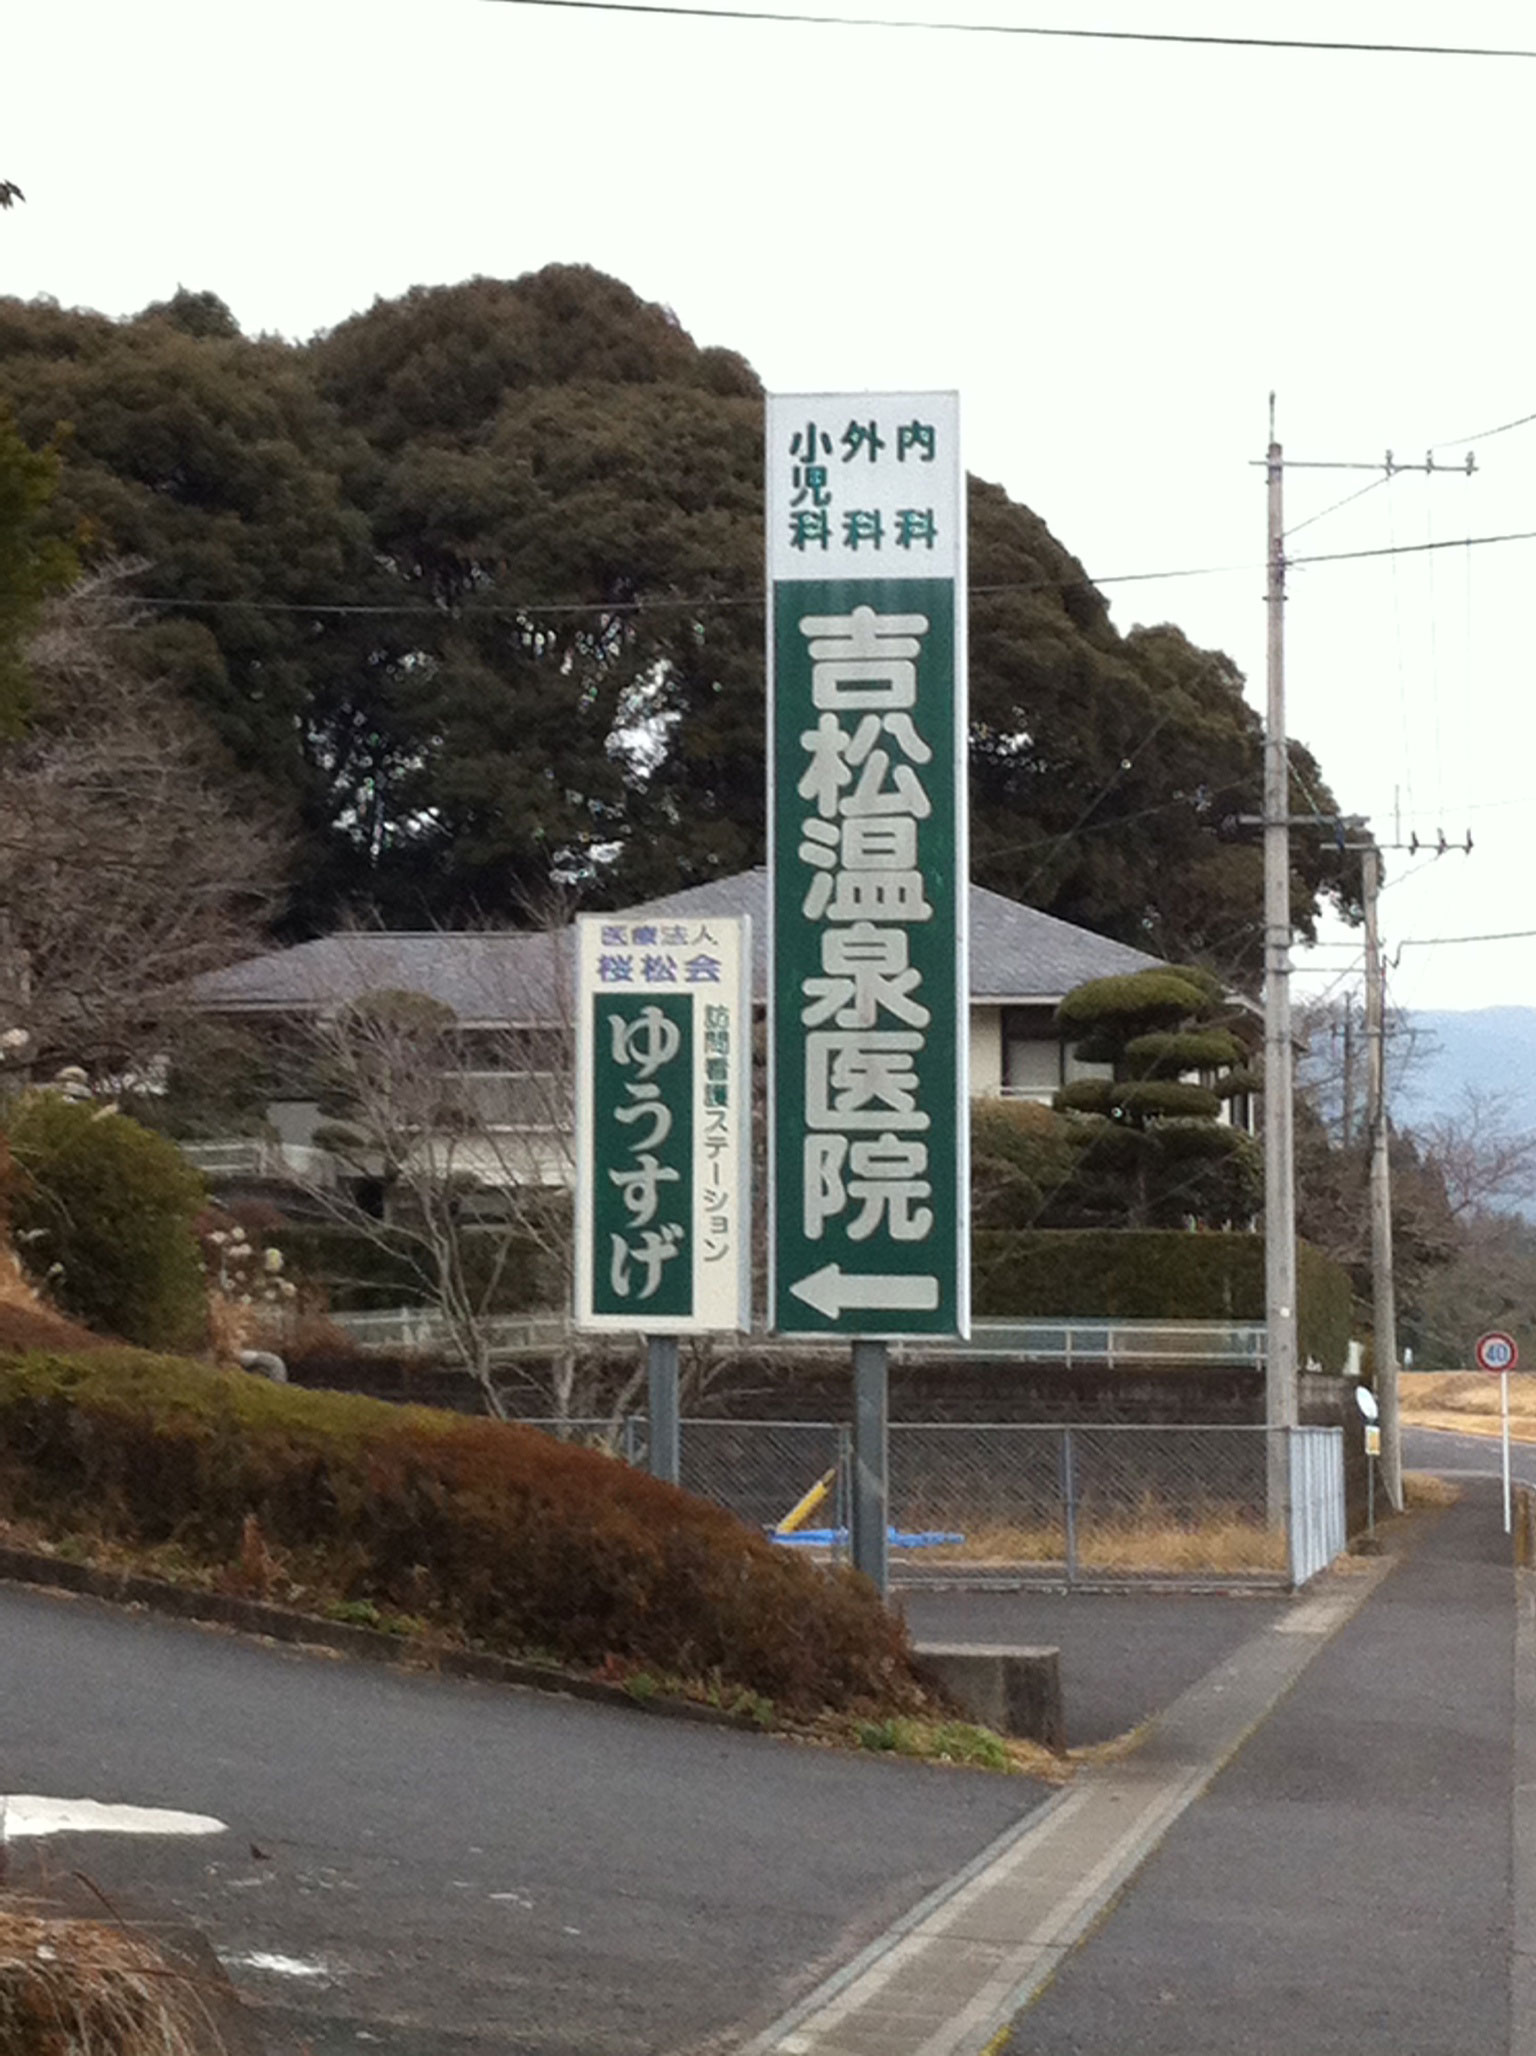 内科
外科
小児科
吉松温泉医院
医療法人
桜松会
訪問看護ステーション
ゆうすげ
40